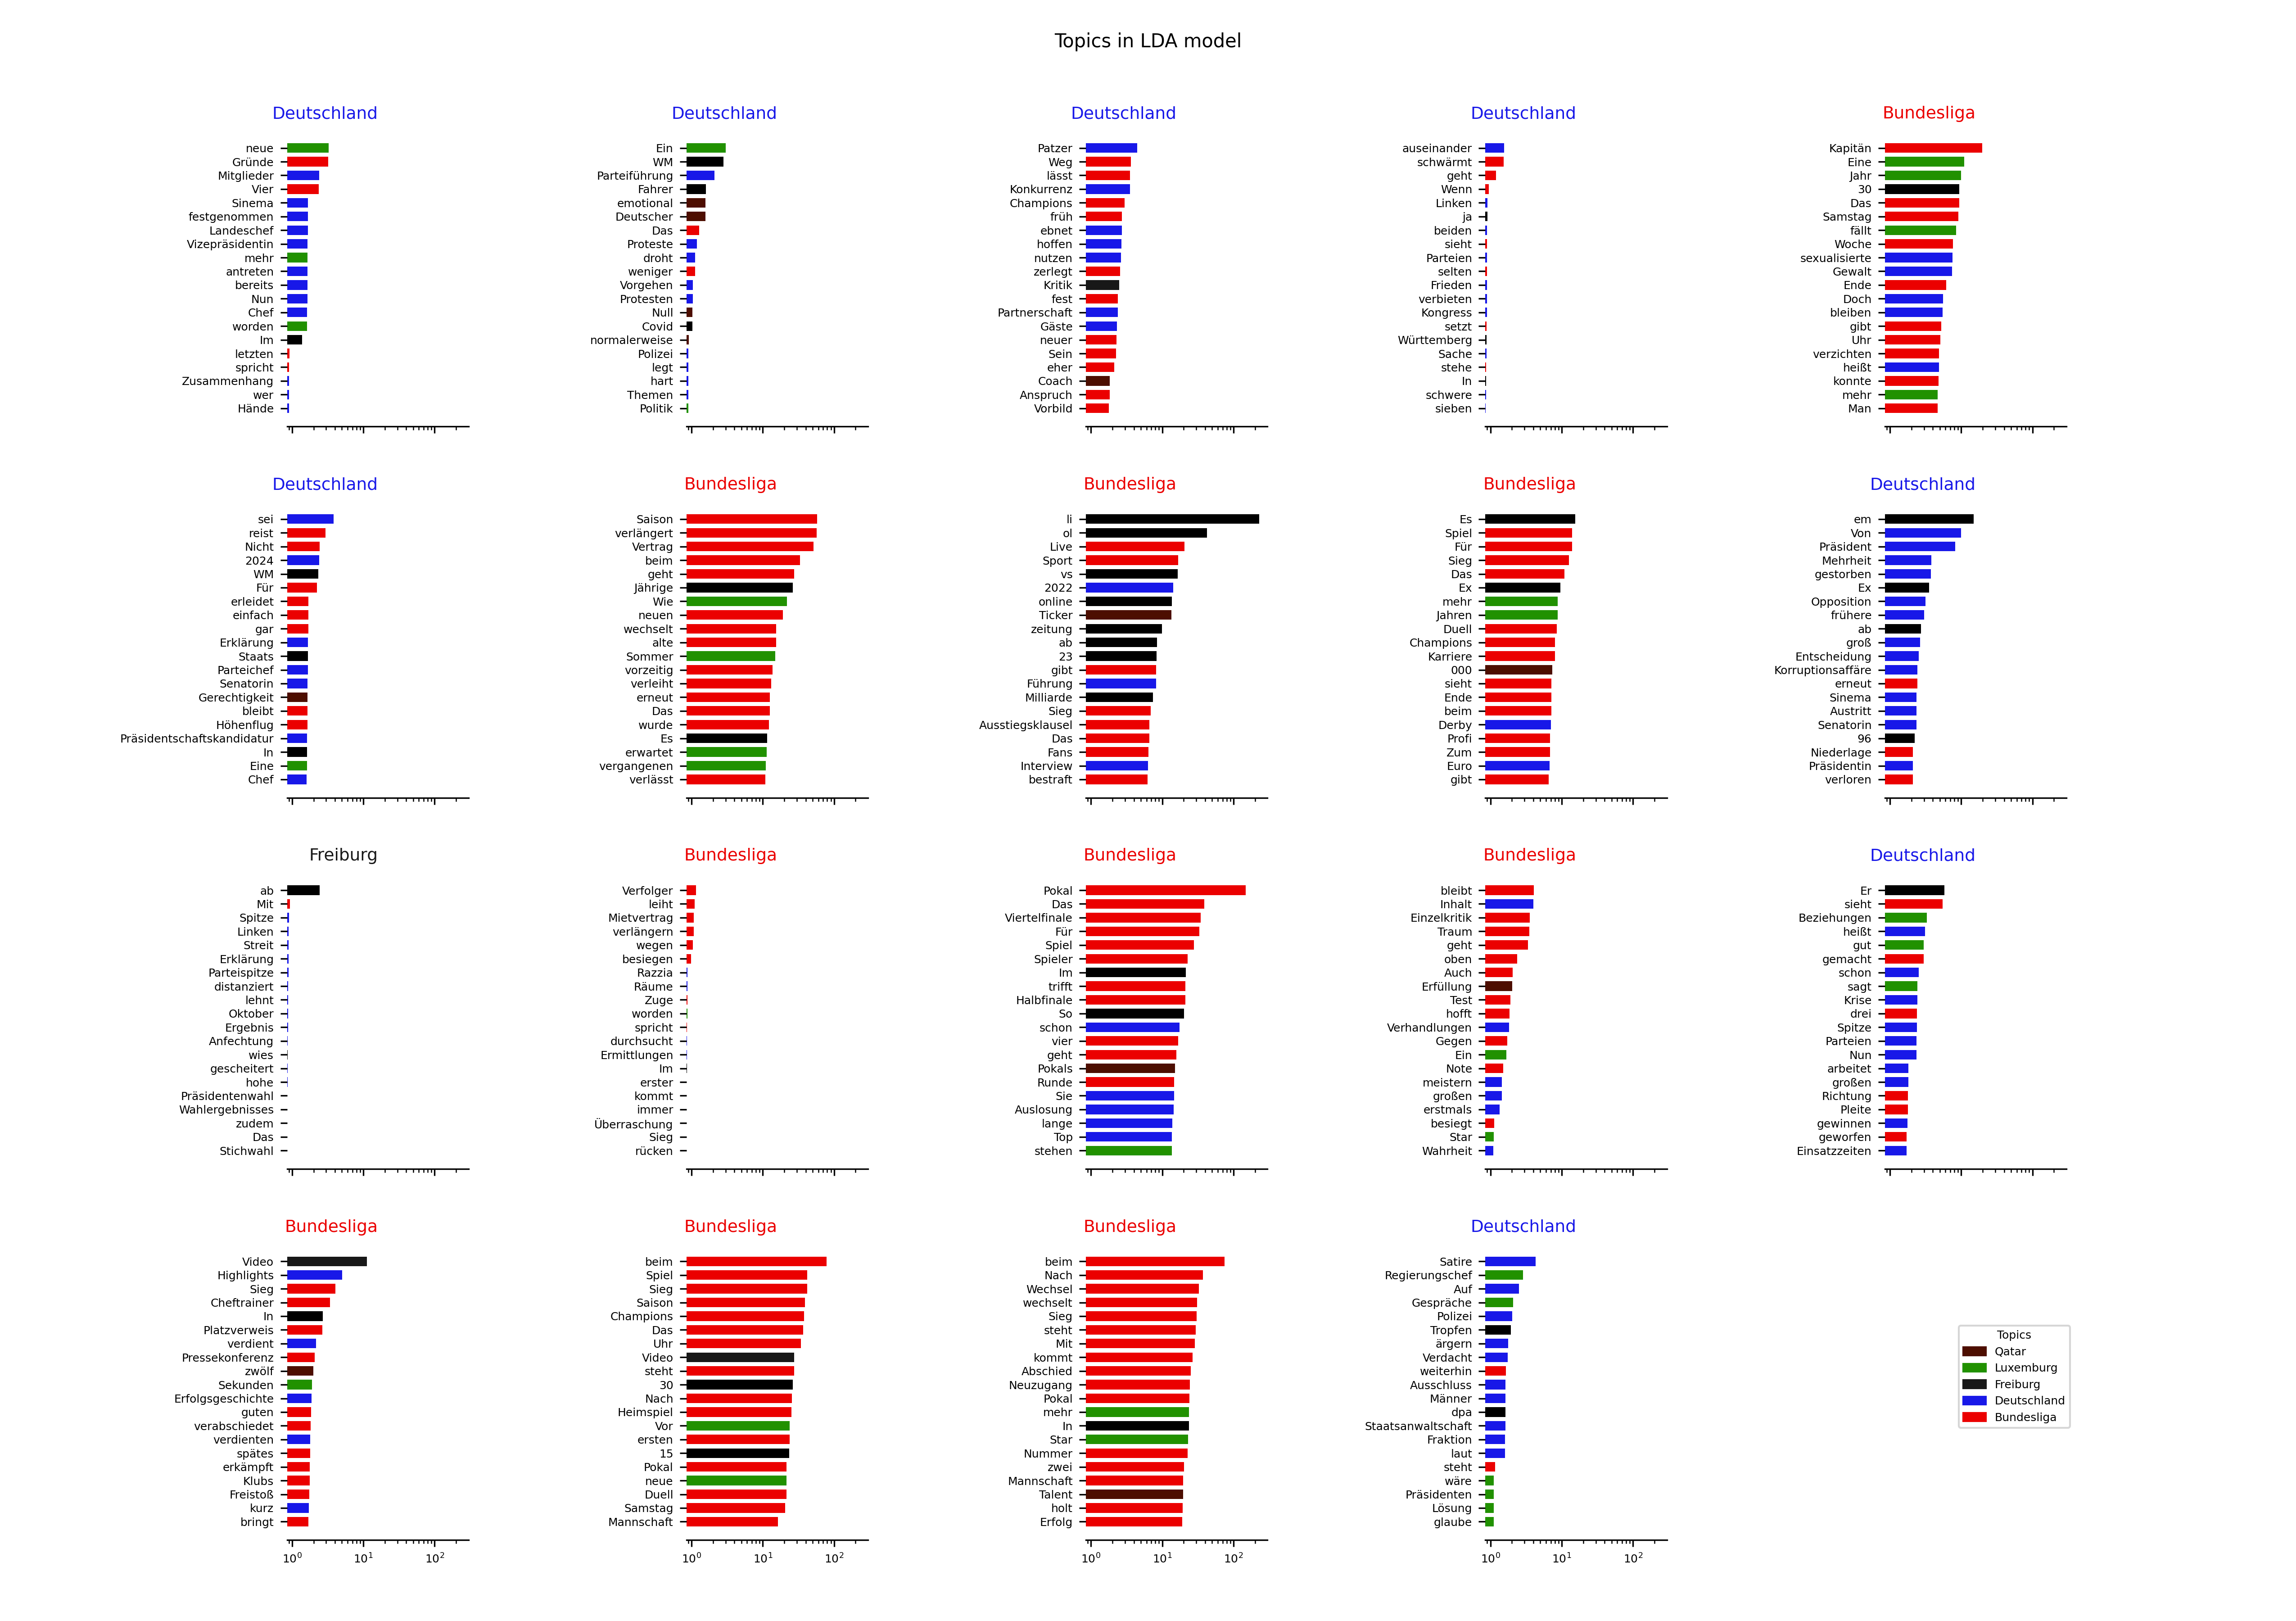 Topics in LDA model
Deutschland
neue
Gründe
Mitglieder
Vier
Sinema
festgenommen
Landeschef
Vizepräsidentin
mehr
antreten
bereits
Nun
Chef
worden
Im
letzten
spricht
Zusammenhang
wer
Hände
Deutschland
Ein
WM
Parteiführung
Fahrer
emotional
Deutscher
Das
Proteste
droht
weniger
Vorgehen
Protesten
Null
Covid
normalerweise
Polizei
legt
hart
Themen
Politik
Deutschland
Patzer
Weg
lässt
Konkurrenz
Champions
früh
ebnet
hoffen
nutzen
zerlegt
Kritik
fest
Partnerschaft
Gäste
neuer
Sein
eher
Coach
Anspruch
Vorbild
Deutschland
auseinander
schwärmt
geht
Wenn
Linken
ja
beiden
sieht
Parteien
selten
Frieden
verbieten
Kongress
setzt
Württemberg
Sache
stehe
In
schwere
sieben
Bundesliga
Kapitän
Eine
Jahr
30
Das
Samstag
fällt
Woche
sexualisierte
Gewalt
Ende
Doch
bleiben
gibt
Uhr
verzichten
heißt
konnte
mehr
Man
Deutschland
sei
reist
Nicht
2024
WM
Für
erleidet
einfach
gar
Erklärung
Staats
Parteichef
Senatorin
Gerechtigkeit
bleibt
Höhenflug
Präsidentschaftskandidatur
In
Eine
Chef
Bundesliga
Saison
verlängert
Vertrag
beim
geht
Jährige
Wie
neuen
wechselt
alte
Sommer
vorzeitig
verleiht
erneut
Das
wurde
Es
erwartet
vergangenen
verlässt
Bundesliga
li
ol
Live
Sport
vs
2022
online
Ticker
zeitung
ab
23
gibt
Führung
Milliarde
Sieg
Ausstiegsklausel
Das
Fans
Interview
bestraft
Bundesliga
Es
Spiel
Für
Sieg
Das
Ex
mehr
Jahren
Duell
Champions
Karriere
000
sieht
Ende
beim
Derby
Profi
Zum
Euro
gibt
Deutschland
em
Von
Präsident
Mehrheit
gestorben
Ex
Opposition
frühere
ab
groß
Entscheidung
Korruptionsaffäre
erneut
Sinema
Austritt
Senatorin
96
Niederlage
Präsidentin
verloren
Freiburg
ab
Mit
Spitze
Linken
Streit
Erklärung
Parteispitze
distanziert
lehnt
Oktober
Ergebnis
Anfechtung
wies
gescheitert
hohe
Präsidentenwahl
Wahlergebnisses
zudem
Das
Stichwahl
Bundesliga
Verfolger
leiht
Mietvertrag
verlängern
wegen
besiegen
Razzia
Räume
Zuge
worden
spricht
durchsucht
Ermittlungen
Im
erster
kommt
immer
Überraschung
Sieg
rücken
Bundesliga
Pokal
Das
Viertelfinale
Für
Spiel
Spieler
Im
trifft
Halbfinale
So
schon
vier
geht
Pokals
Runde
Sie
Auslosung
lange
Top
stehen
Bundesliga
bleibt
Inhalt
Einzelkritik
Traum
geht
oben
Auch
Erfüllung
Test
hofft
Verhandlungen
Gegen
Ein
Note
meistern
großen
erstmals
besiegt
Star
Wahrheit
Deutschland
Er
sieht
Beziehungen
heißt
gut
gemacht
schon
sagt
Krise
drei
Spitze
Parteien
Nun
arbeitet
großen
Richtung
Pleite
gewinnen
geworfen
Einsatzzeiten
Bundesliga
Video
Highlights
Sieg
Cheftrainer
In
Platzverweis
verdient
Pressekonferenz
zwölf
Sekunden
Erfolgsgeschichte
guten
verabschiedet
verdienten
spätes
erkämpft
Klubs
Freistoß
kurz
bringt
10⁰ 10¹ 10²
Bundesliga
beim
Spiel
Sieg
Saison
Champions
Das
Uhr
Video
steht
30
Nach
Heimspiel
Vor
ersten
15
Pokal
neue
Duell
Samstag
Mannschaft
10⁰ 10¹ 10²
Bundesliga
beim
Nach
Wechsel
wechselt
Sieg
steht
Mit
kommt
Abschied
Neuzugang
Pokal
mehr
In
Star
Nummer
zwei
Mannschaft
Talent
holt
Erfolg
10⁰ 10¹ 10²
Deutschland
Satire
Regierungschef
Auf
Gespräche
Polizei
Tropfen
ärgern
Verdacht
weiterhin
Ausschluss
Männer
dpa
Staatsanwaltschaft
Fraktion
laut
steht
wäre
Präsidenten
Lösung
glaube
10⁰ 10¹ 10²
Topics
Qatar
Luxemburg
Freiburg
Deutschland
Bundesliga